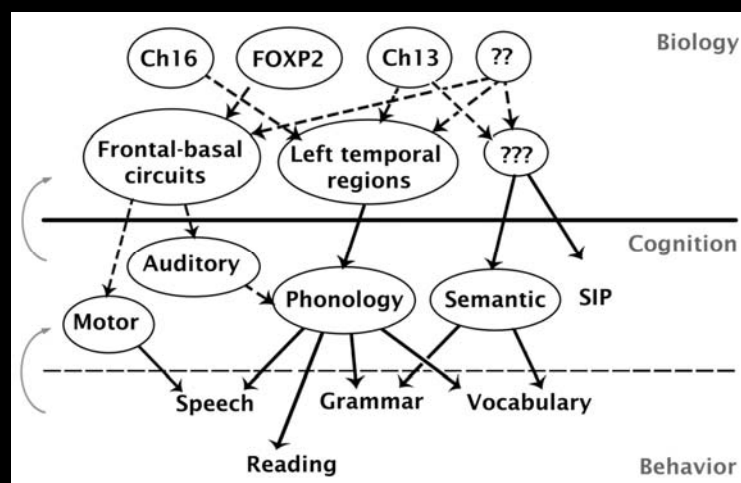 Biology
Ch16
FOXP2
Ch13
??
Frontal-basal
circuits
Left temporal
regions
???
Cognition
Auditory
Phonology
Semantic
SIP
Motor
Speech
Grammar
Vocabulary
Reading
Behavior